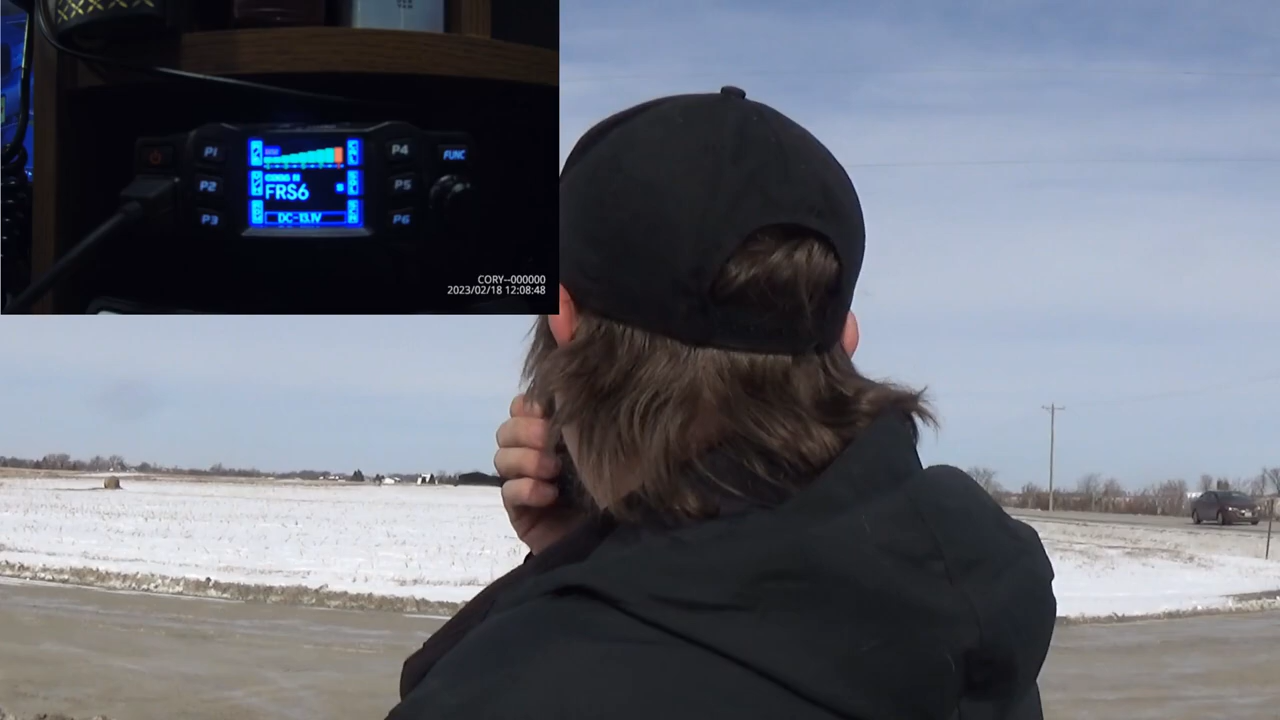 P1
P2
P3
FRS6
DC-13.1V
P4
P5
P6
FUNC
CORY--000000
2023/02/18 12:08:48